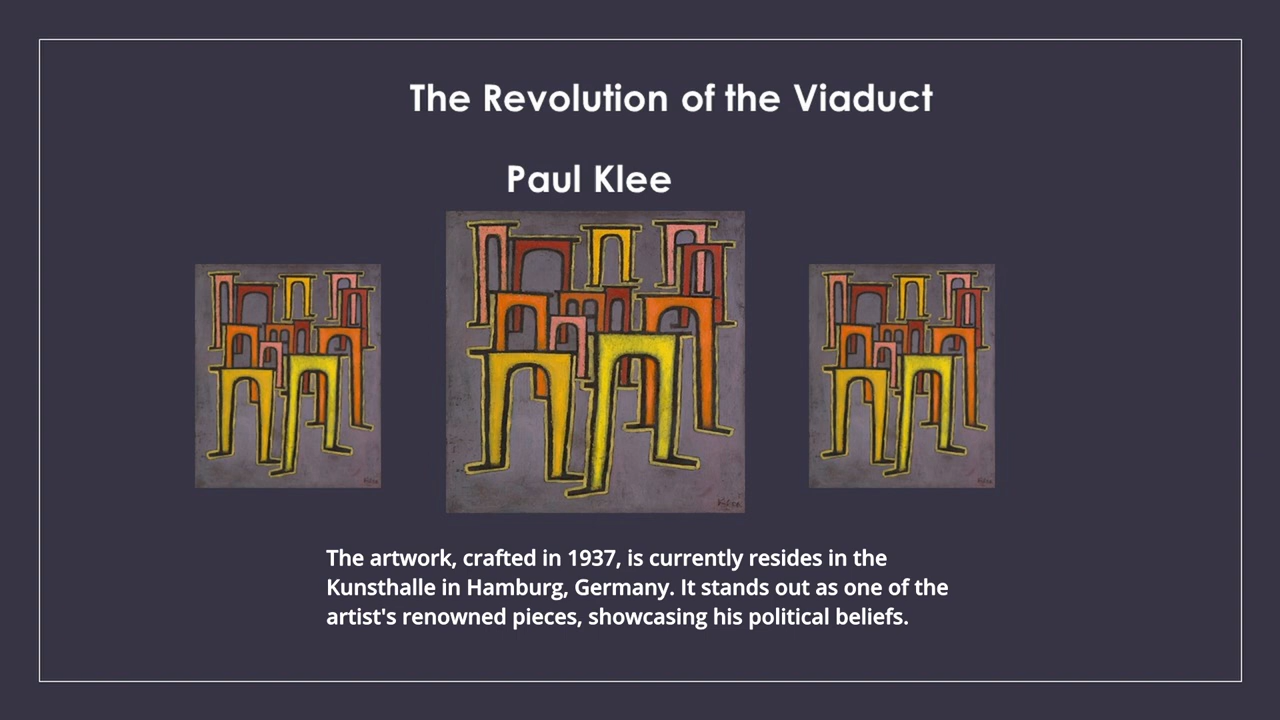 The Revolution of the Viaduct
Paul Klee
The artwork, crafted in 1937, is currently resides in the
Kunsthalle in Hamburg, Germany. It stands out as one of the
artist's renowned pieces, showcasing his political beliefs.